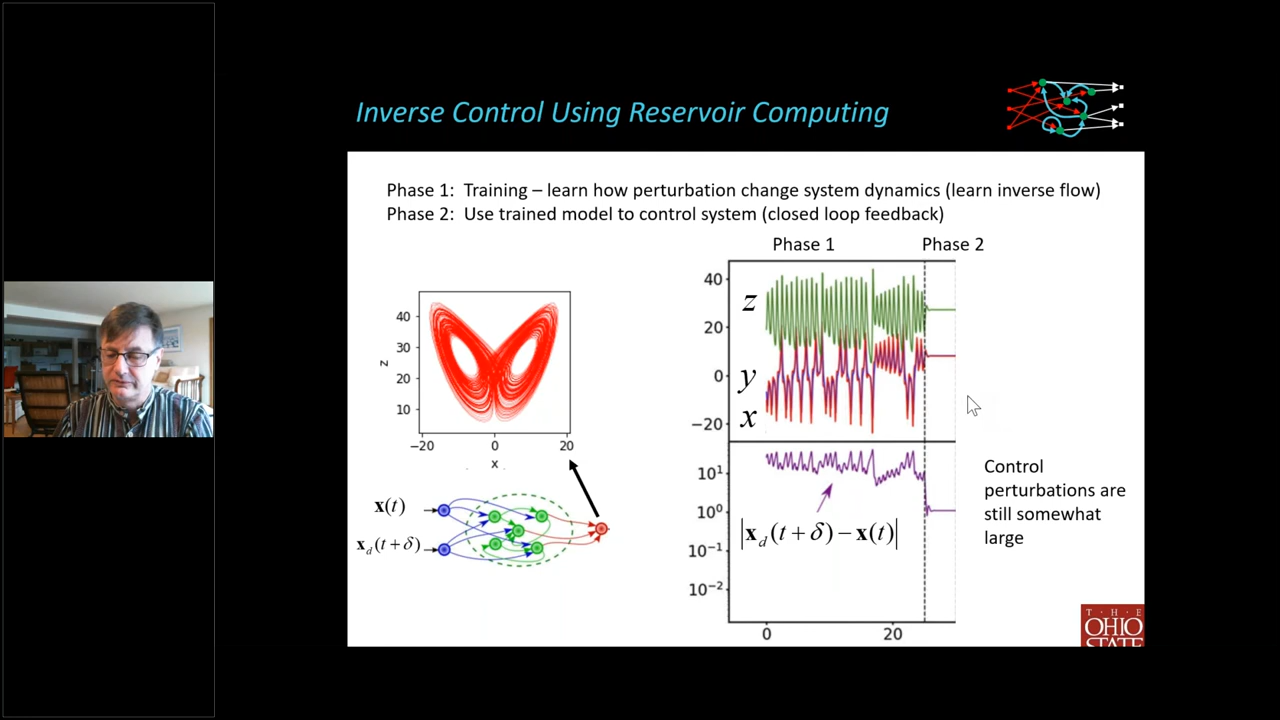 Inverse Control Using Reservoir Computing
Phase 1: Training – learn how perturbation change system dynamics (learn inverse flow)
Phase 2: Use trained model to control system (closed loop feedback)
Phase 1
Phase 2
40
30
20
10
z
−20
0
20
x
x(t)
x_d(t+δ)
40
20
0
−20
z
y
x
10¹
10⁰
10⁻¹
10⁻²
|x_d(t+δ)−x(t)|
0
20
Control
perturbations are
still somewhat
large
T·H·E
OHIO
STATE